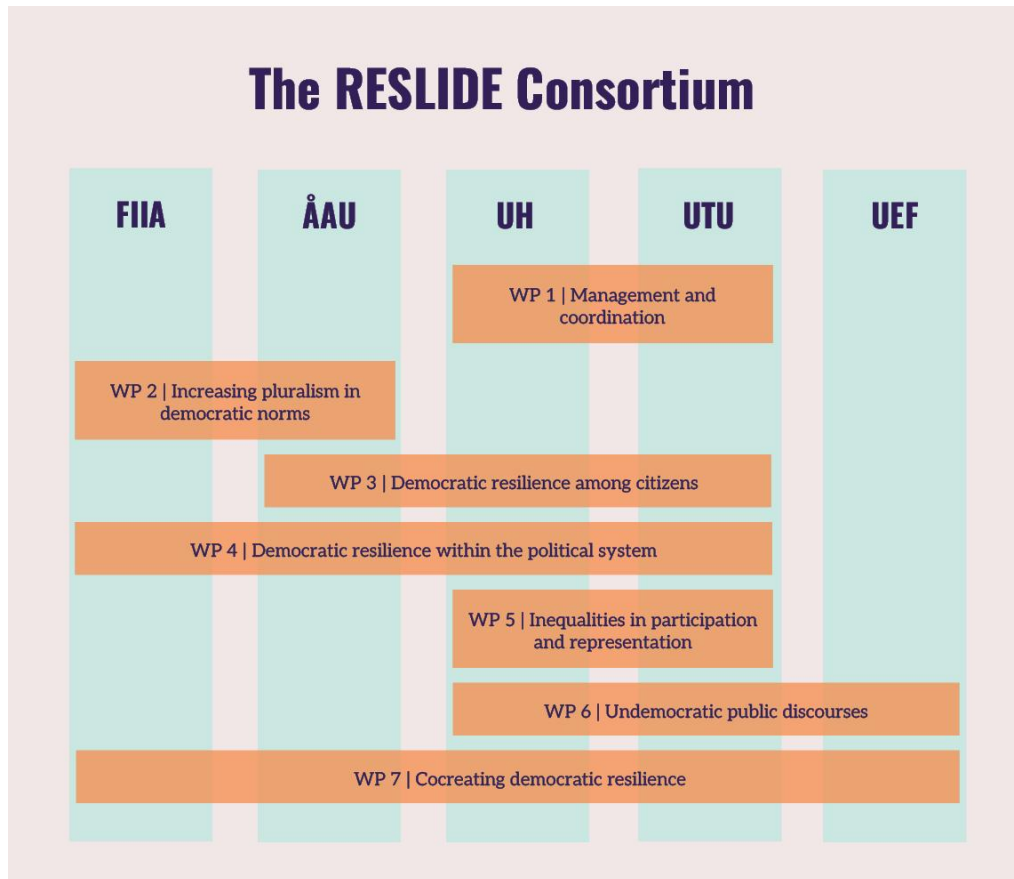 The RESLIDE Consortium
FIIA
ÅAU
UH
UTU
UEF
WP 1 | Management and
coordination
WP 2 | Increasing pluralism in
democratic norms
WP 3 | Democratic resilience among citizens
WP 4 | Democratic resilience within the political system
WP 5 | Inequalities in participation
and representation
WP 6 | Undemocratic public discourses
WP 7 | Cocreating democratic resilience